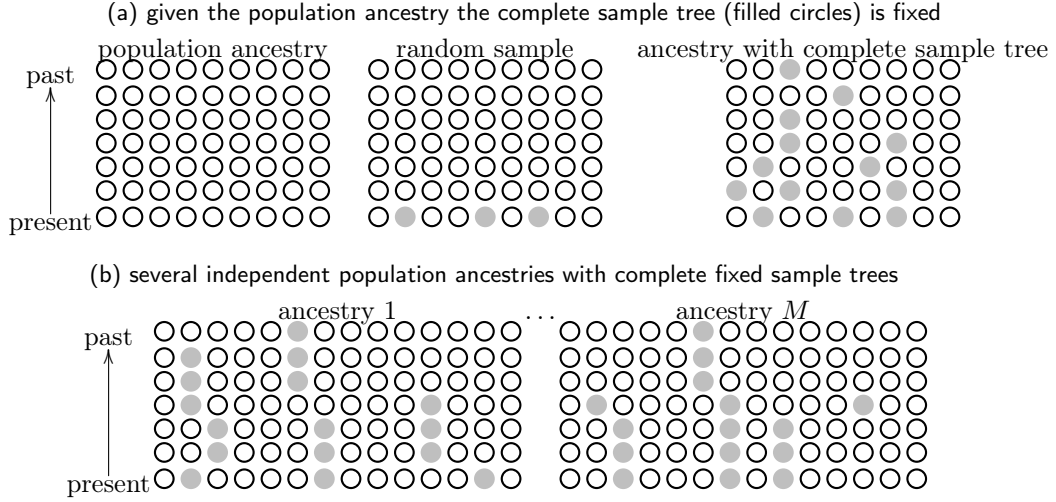 (a) given the population ancestry the complete sample tree (filled circles) is fixed
population ancestry random sample ancestry with complete sample tree
past
present
(b) several independent population ancestries with complete fixed sample trees
ancestry 1 ... ancestry M
past
present